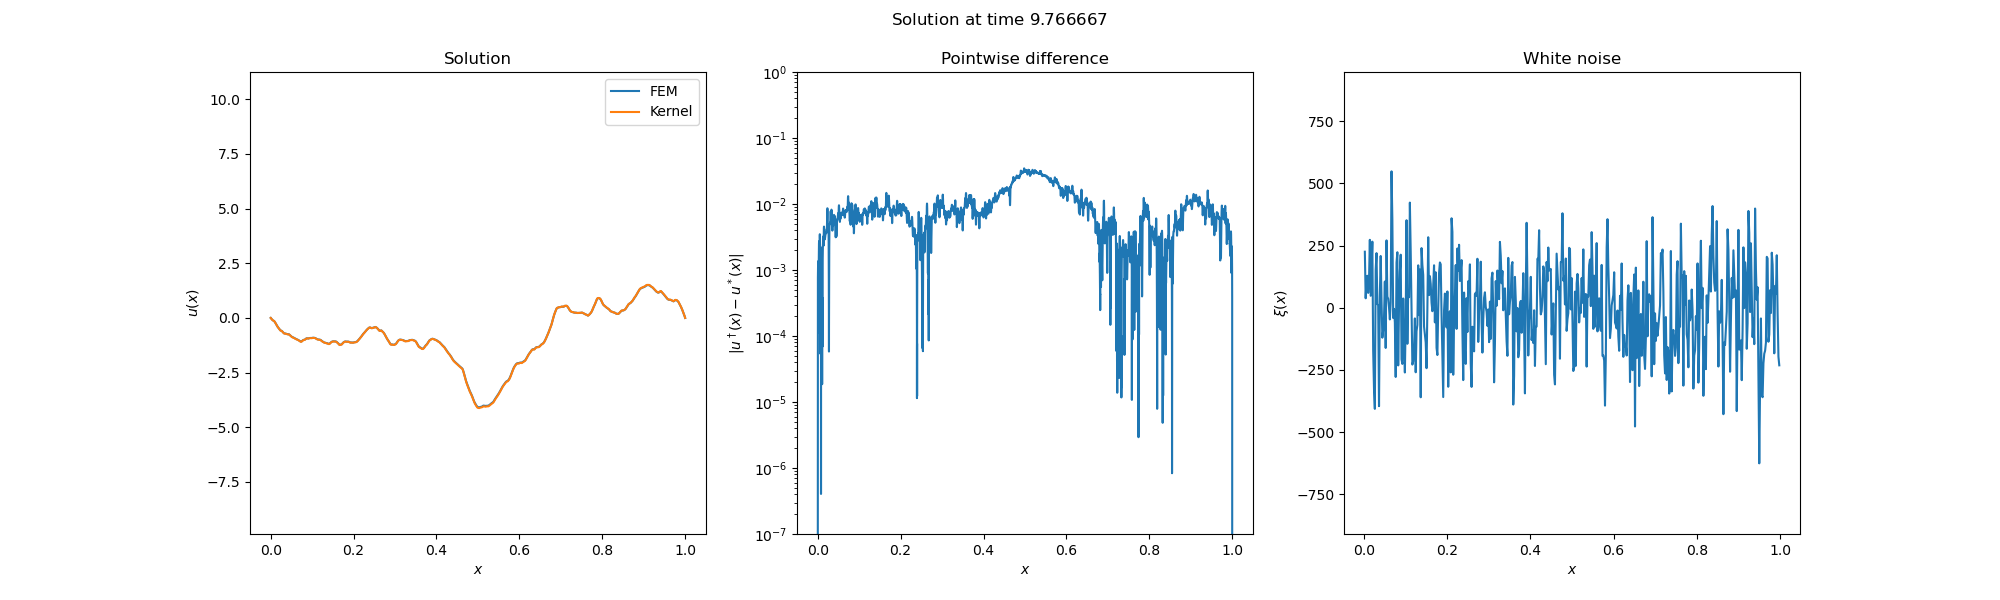 Solution at time 9.766667
Solution
10.0
7.5
5.0
2.5
0.0
−2.5
−5.0
−7.5
u(x)
0.0 0.2 0.4 0.6 0.8 1.0
x
FEM
Kernel
Pointwise difference
10⁰
10⁻¹
10⁻²
10⁻³
10⁻⁴
10⁻⁵
10⁻⁶
10⁻⁷
|u†(x) − u*(x)|
0.0 0.2 0.4 0.6 0.8 1.0
x
White noise
750
500
250
0
−250
−500
−750
ξ(x)
0.0 0.2 0.4 0.6 0.8 1.0
x